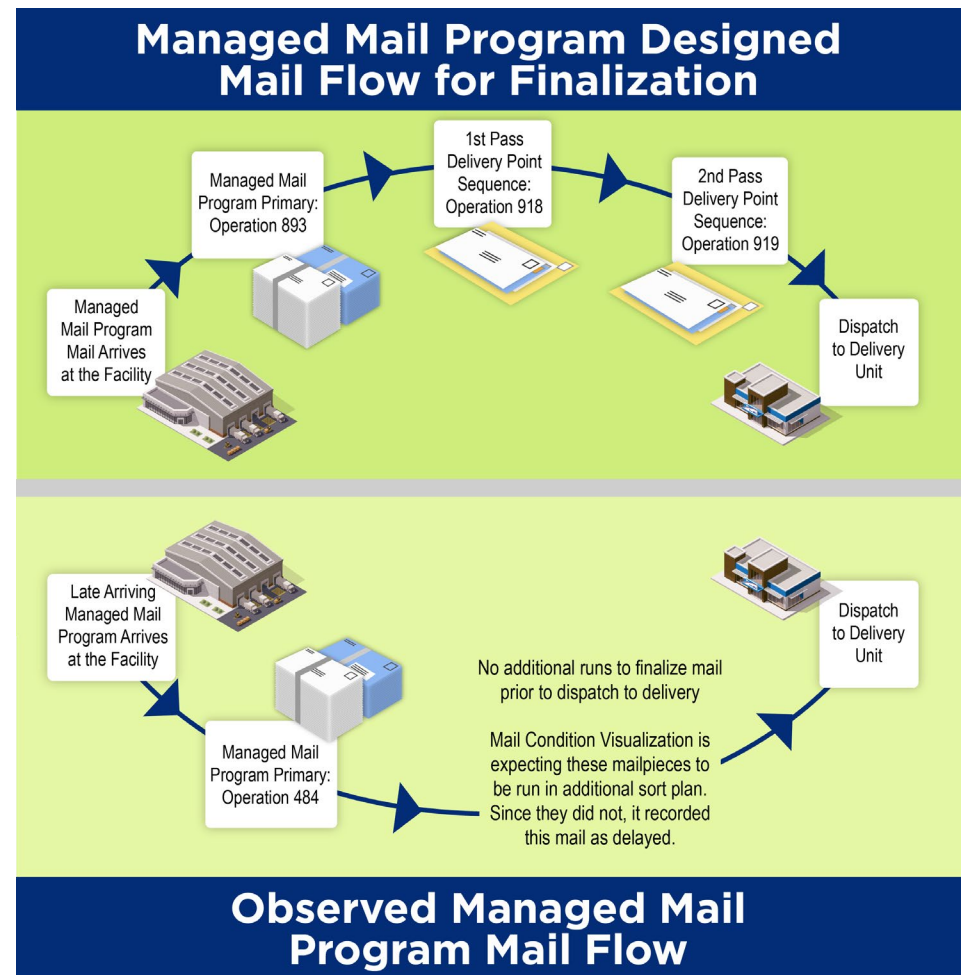 Managed Mail Program Designed
Mail Flow for Finalization
Managed
Mail Program
Mail Arrives
at the Facility
Managed Mail
Program Primary:
Operation 893
1st Pass
Delivery Point
Sequence:
Operation 918
2nd Pass
Delivery Point
Sequence:
Operation 919
Dispatch
to Delivery
Unit
Late Arriving
Managed Mail
Program Arrives
at the Facility
Managed Mail
Program Primary:
Operation 484
No additional runs to finalize mail
prior to dispatch to delivery
Mail Condition Visualization is
expecting these mailpieces to
be run in additional sort plan.
Since they did not, it recorded
this mail as delayed.
Dispatch
to Delivery
Unit
Observed Managed Mail
Program Mail Flow